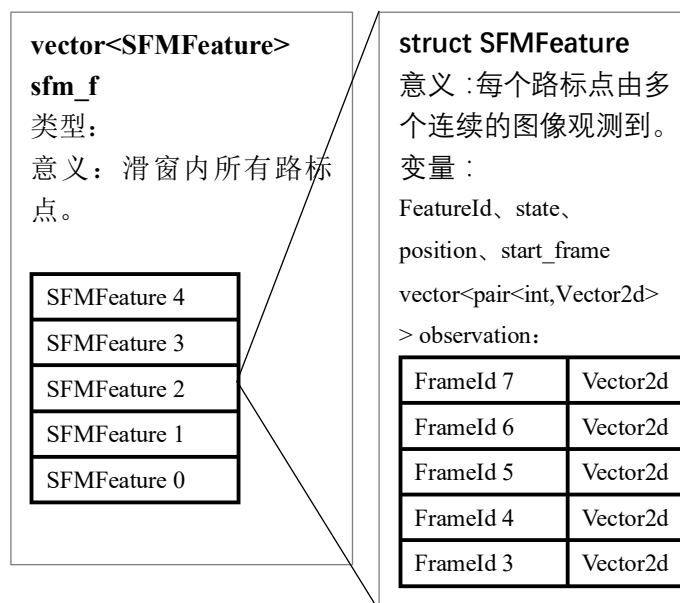 vector<SFMFeature>
sfm_f
类型：
意义：滑窗内所有路标
点。
SFMFeature 4
SFMFeature 3
SFMFeature 2
SFMFeature 1
SFMFeature 0
struct SFMFeature
意义：每个路标点由多
个连续的图像观测到。
变量：
FeatureId、state、
position、start_frame
vector<pair<int,Vector2d>
> observation：
FrameId 7 Vector2d
FrameId 6 Vector2d
FrameId 5 Vector2d
FrameId 4 Vector2d
FrameId 3 Vector2d